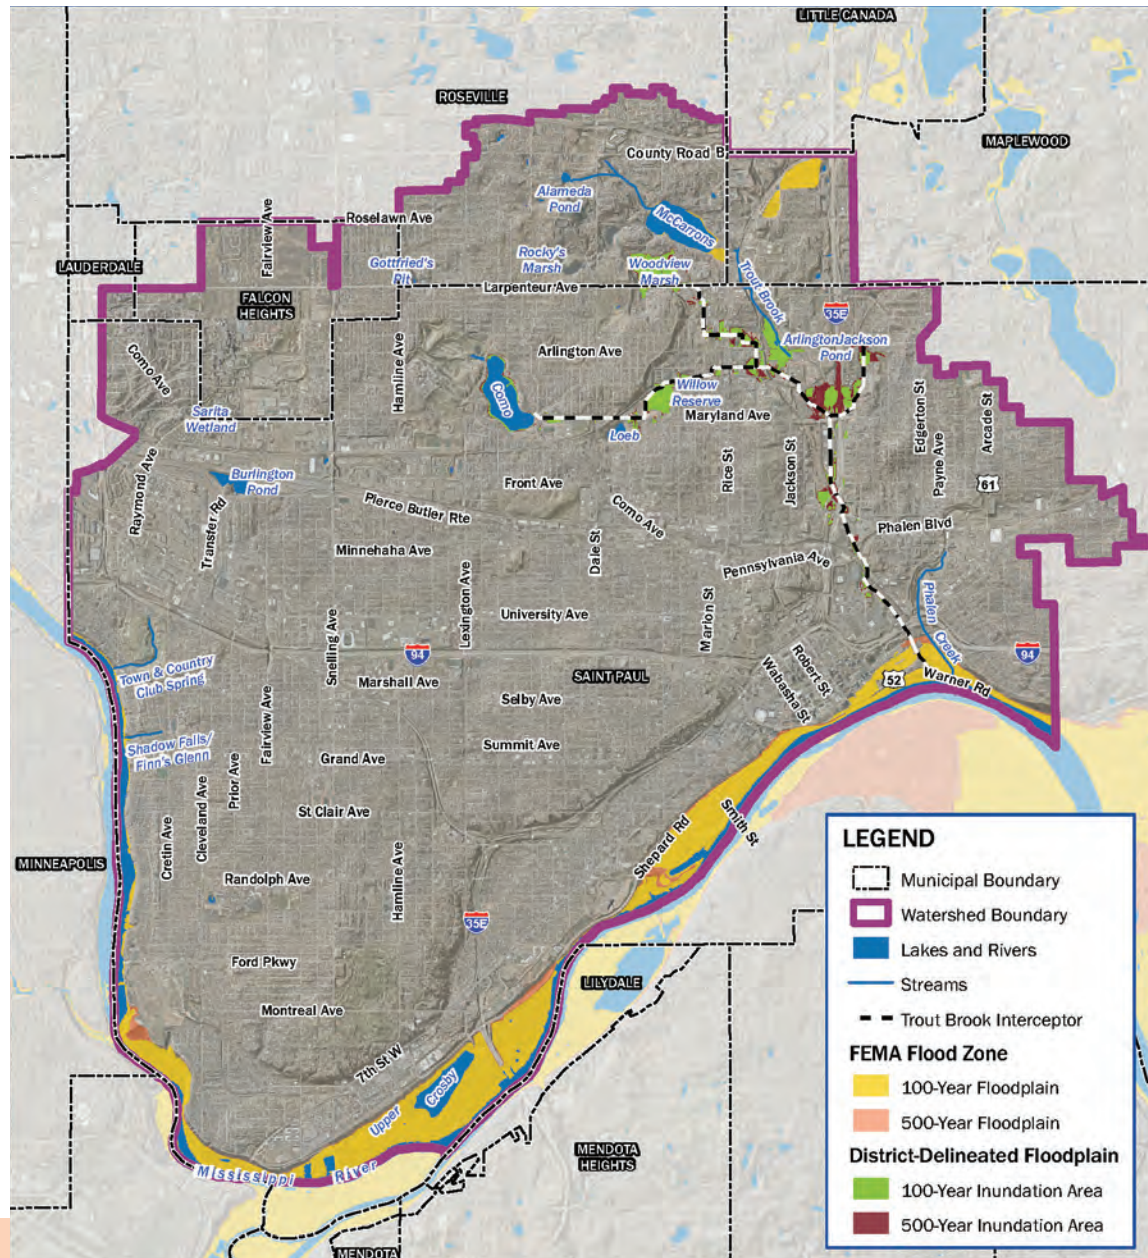 LITTLE CANADA
ROSEVILLE
MAPLEWOOD
County Road B
Alameda
Pond
McCarrons
Fairview Ave
Roselawn Ave
LAUDERDALE
Gottfried's
Pit
Rocky's
Marsh
Woodview
Marsh
Trout Brook
Larpenteur Ave
FALCON
HEIGHTS
35E
Como Ave
Hamline Ave
Arlington Ave
ArlingtonJackson
Pond
Como
Willow
Reserve
Maryland Ave
Sarita
Wetland
Loeb
Edgerton St
Payne Ave
Arcade St
Raymond Ave
Burlington
Pond
Transfer Rd
Front Ave
Rice St
Jackson St
61
Pierce Butler Rte
Como Ave
Phalen Blvd
Minnehaha Ave
Dale St
Pennsylvania Ave
Lexington Ave
University Ave
Marion St
Phalen
Creek
Snelling Ave
94
94
Town & Country
Club Spring
Marshall Ave
SAINT PAUL
Robert St
Wabasha St
52
Warner Rd
Selby Ave
Shadow Falls/
Finn's Glenn
Fairview Ave
Summit Ave
Grand Ave
Prior Ave
Cleveland Ave
St Clair Ave
Smith St
Shepard Rd
Cretin Ave
MINNEAPOLIS
Randolph Ave
Hamline Ave
35E
Ford Pkwy
LILYDALE
Montreal Ave
7th St W
Crosby
Upper
Mississippi River
MENDOTA
HEIGHTS
MENDOTA
LEGEND
Municipal Boundary
Watershed Boundary
Lakes and Rivers
Streams
Trout Brook Interceptor
FEMA Flood Zone
100-Year Floodplain
500-Year Floodplain
District-Delineated Floodplain
100-Year Inundation Area
500-Year Inundation Area